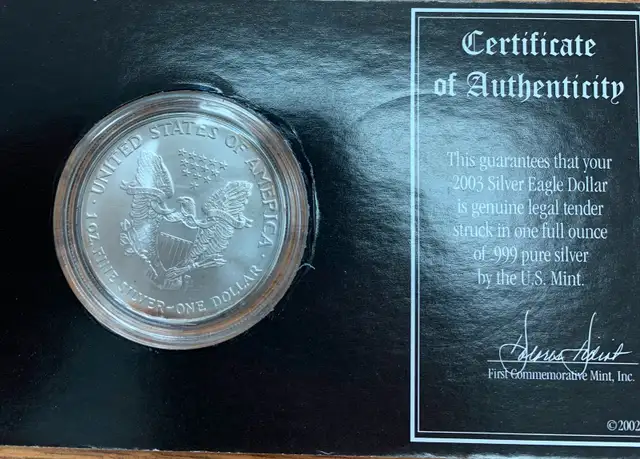 UNITED STATES OF AMERICA
1 OZ. FINE SILVER~ONE DOLLAR
Certificate
of Authenticity
This guarantees that your
2003 Silver Eagle Dollar
is genuine legal tender
struck in one full ounce
of .999 pure silver
by the U.S. Mint.
First Commemorative Mint, Inc.
©2002